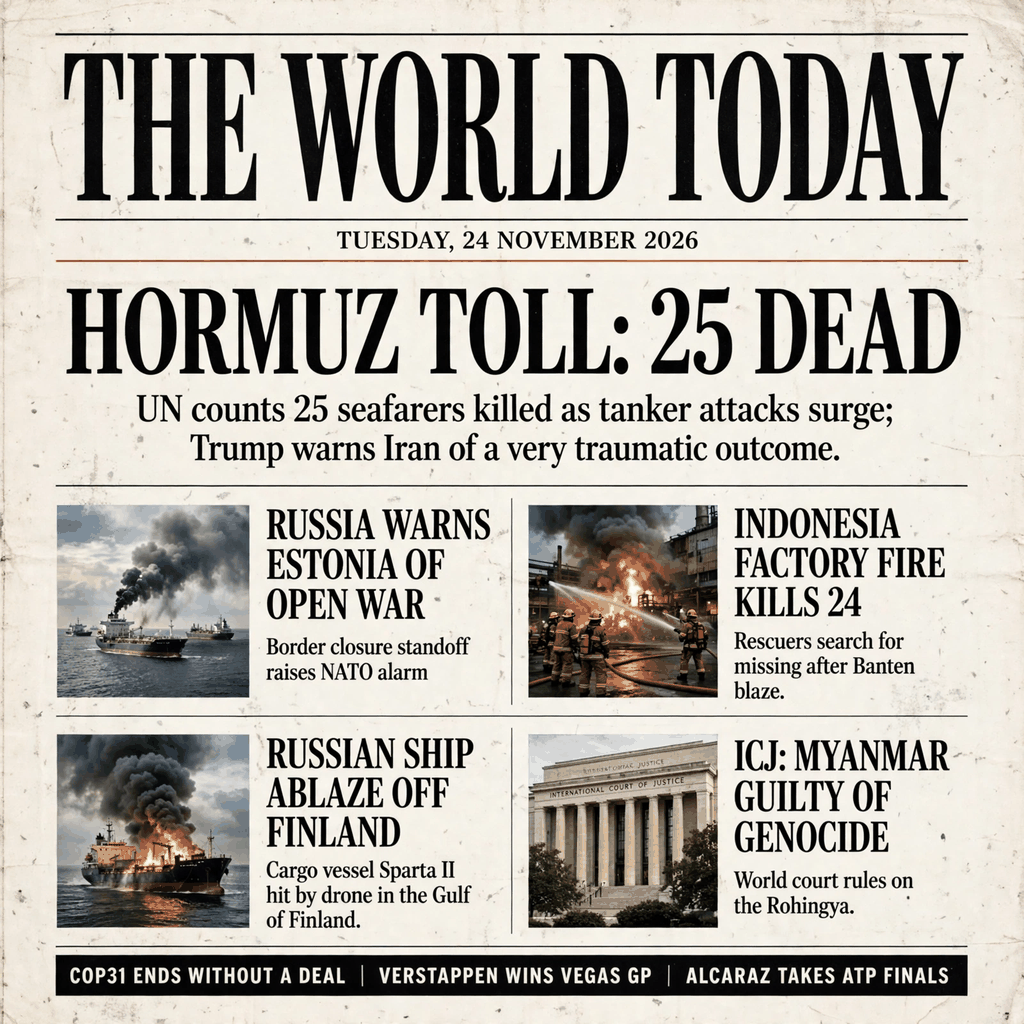 THE WORLD TODAY
TUESDAY, 24 NOVEMBER 2026
HORMUZ TOLL: 25 DEAD
UN counts 25 seafarers killed as tanker attacks surge;
Trump warns Iran of a very traumatic outcome.
RUSSIA WARNS
ESTONIA OF
OPEN WAR
Border closure standoff
raises NATO alarm
INDONESIA
FACTORY FIRE
KILLS 24
Rescuers search for
missing after Banten
blaze.
RUSSIAN SHIP
ABLAZE OFF
FINLAND
Cargo vessel Sparta II
hit by drone in the Gulf
of Finland.
INTERNATIONAL COURT OF JUSTICE
ICJ: MYANMAR
GUILTY OF
GENOCIDE
World court rules on
the Rohingya.
COP31 ENDS WITHOUT A DEAL | VERSTAPPEN WINS VEGAS GP | ALCARAZ TAKES ATP FINALS